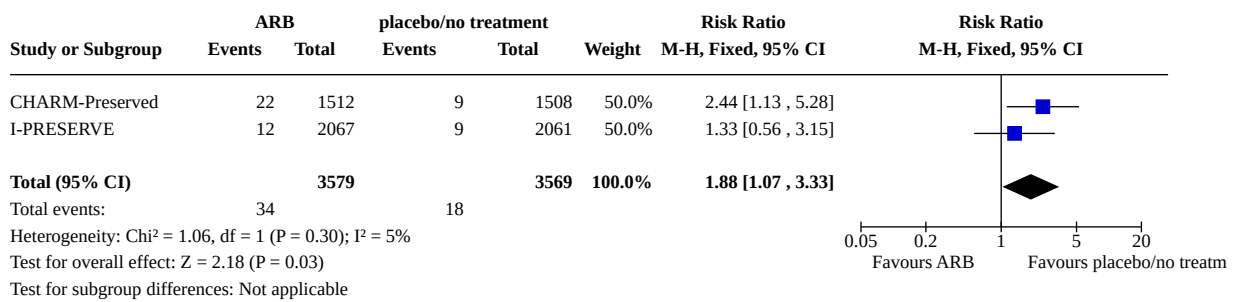 ARB placebo/no treatment Risk Ratio Risk Ratio
Study or Subgroup Events Total Events Total Weight M-H, Fixed, 95% CI M-H, Fixed, 95% CI
CHARM-Preserved 22 1512 9 1508 50.0% 2.44 [1.13 , 5.28]
I-PRESERVE 12 2067 9 2061 50.0% 1.33 [0.56 , 3.15]
Total (95% CI) 3579 3569 100.0% 1.88 [1.07 , 3.33]
Total events: 34 18
Heterogeneity: Chi² = 1.06, df = 1 (P = 0.30); I² = 5%
0.05 0.2 1 5 20
Test for overall effect: Z = 2.18 (P = 0.03) Favours ARB Favours placebo/no treatm
Test for subgroup differences: Not applicable